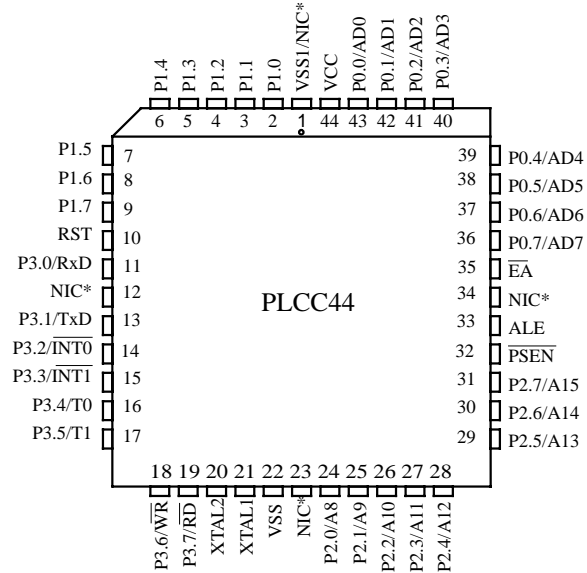 P1.4
P1.3
P1.2
P1.1
P1.0
VSS1/NIC*
VCC
P0.0/AD0
P0.1/AD1
P0.2/AD2
P0.3/AD3
6 5 4 3 2 1 44 43 42 41 40
P1.5 7
P1.6 8
P1.7 9
RST 10
P3.0/RxD 11
NIC* 12
P3.1/TxD 13
P3.2/INT0 14
P3.3/INT1 15
P3.4/T0 16
P3.5/T1 17
PLCC44
39 P0.4/AD4
38 P0.5/AD5
37 P0.6/AD6
36 P0.7/AD7
35 EA
34 NIC*
33 ALE
32 PSEN
31 P2.7/A15
30 P2.6/A14
29 P2.5/A13
18 19 20 21 22 23 24 25 26 27 28
P3.6/WR
P3.7/RD
XTAL2
XTAL1
VSS
NIC*
P2.0/A8
P2.1/A9
P2.2/A10
P2.3/A11
P2.4/A12